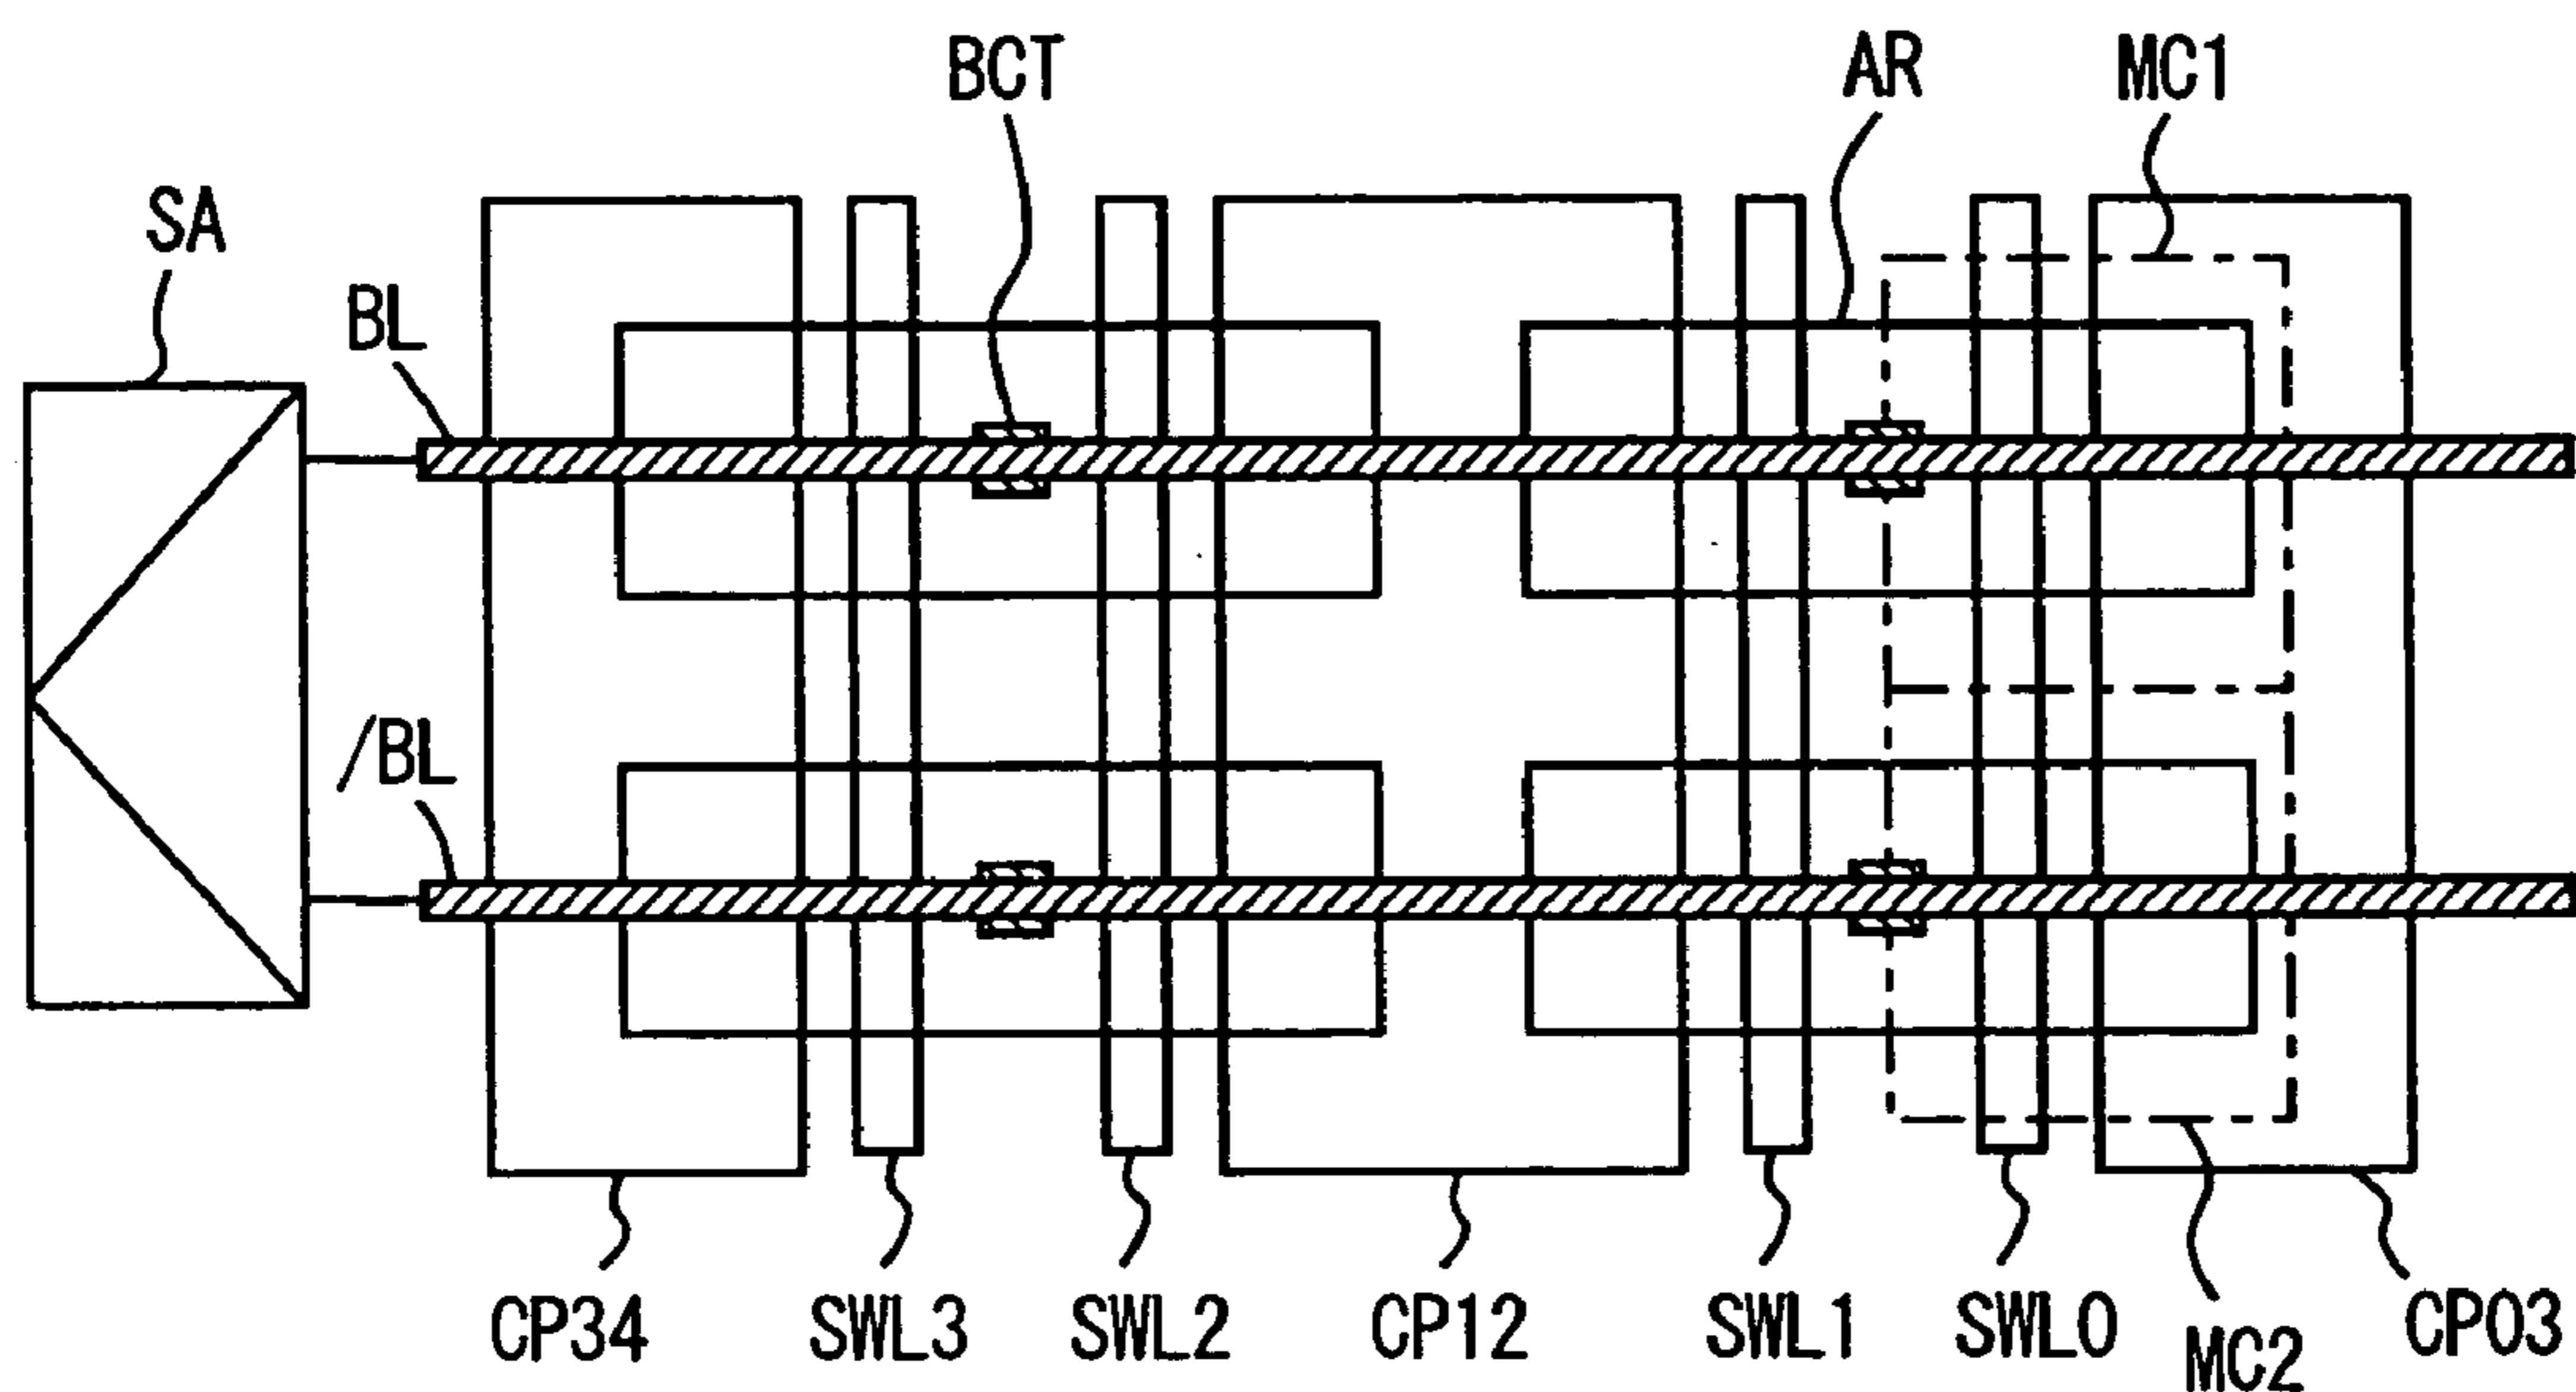 BCT
AR
MC1
SA
BL
/BL
CP34
SWL3
SWL2
CP12
SWL1
SWL0
MC2
CP03